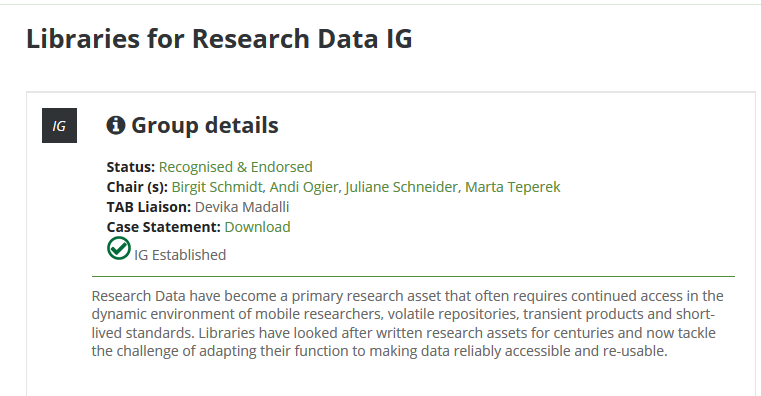 Libraries for Research Data IG
IG
Group details
Status: Recognised & Endorsed
Chair (s): Birgit Schmidt, Andi Ogier, Juliane Schneider, Marta Teperek
TAB Liaison: Devika Madalli
Case Statement: Download
IG Established
Research Data have become a primary research asset that often requires continued access in the
dynamic environment of mobile researchers, volatile repositories, transient products and short-
lived standards. Libraries have looked after written research assets for centuries and now tackle
the challenge of adapting their function to making data reliably accessible and re-usable.